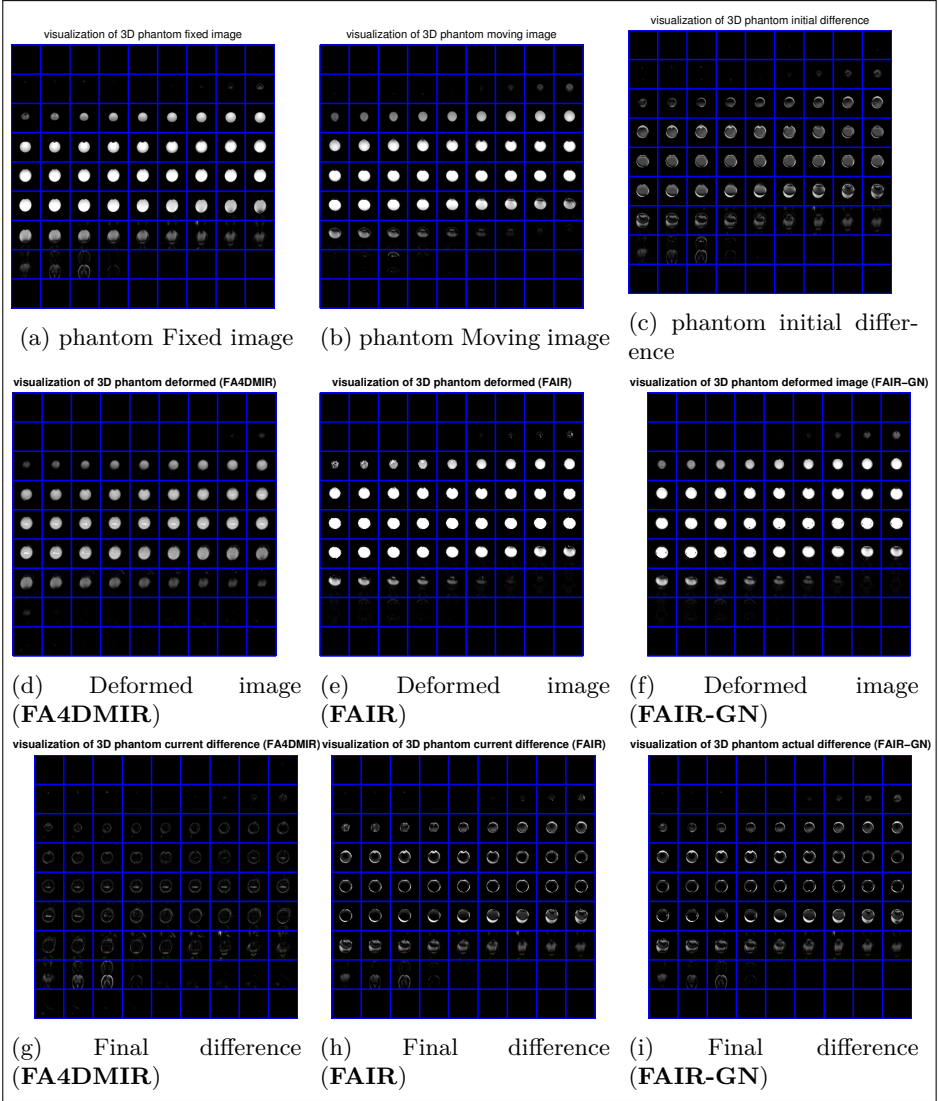 visualization of 3D phantom fixed image
visualization of 3D phantom moving image
visualization of 3D phantom initial difference
(a) phantom Fixed image
(b) phantom Moving image
(c) phantom initial differ-
ence
visualization of 3D phantom deformed (FA4DMIR)
visualization of 3D phantom deformed (FAIR)
visualization of 3D phantom deformed image (FAIR−GN)
(d) Deformed image
(FA4DMIR)
(e) Deformed image
(FAIR)
(f) Deformed image
(FAIR-GN)
visualization of 3D phantom current difference (FA4DMIR)
visualization of 3D phantom current difference (FAIR)
visualization of 3D phantom actual difference (FAIR−GN)
(g) Final difference
(FA4DMIR)
(h) Final difference
(FAIR)
(i) Final difference
(FAIR-GN)